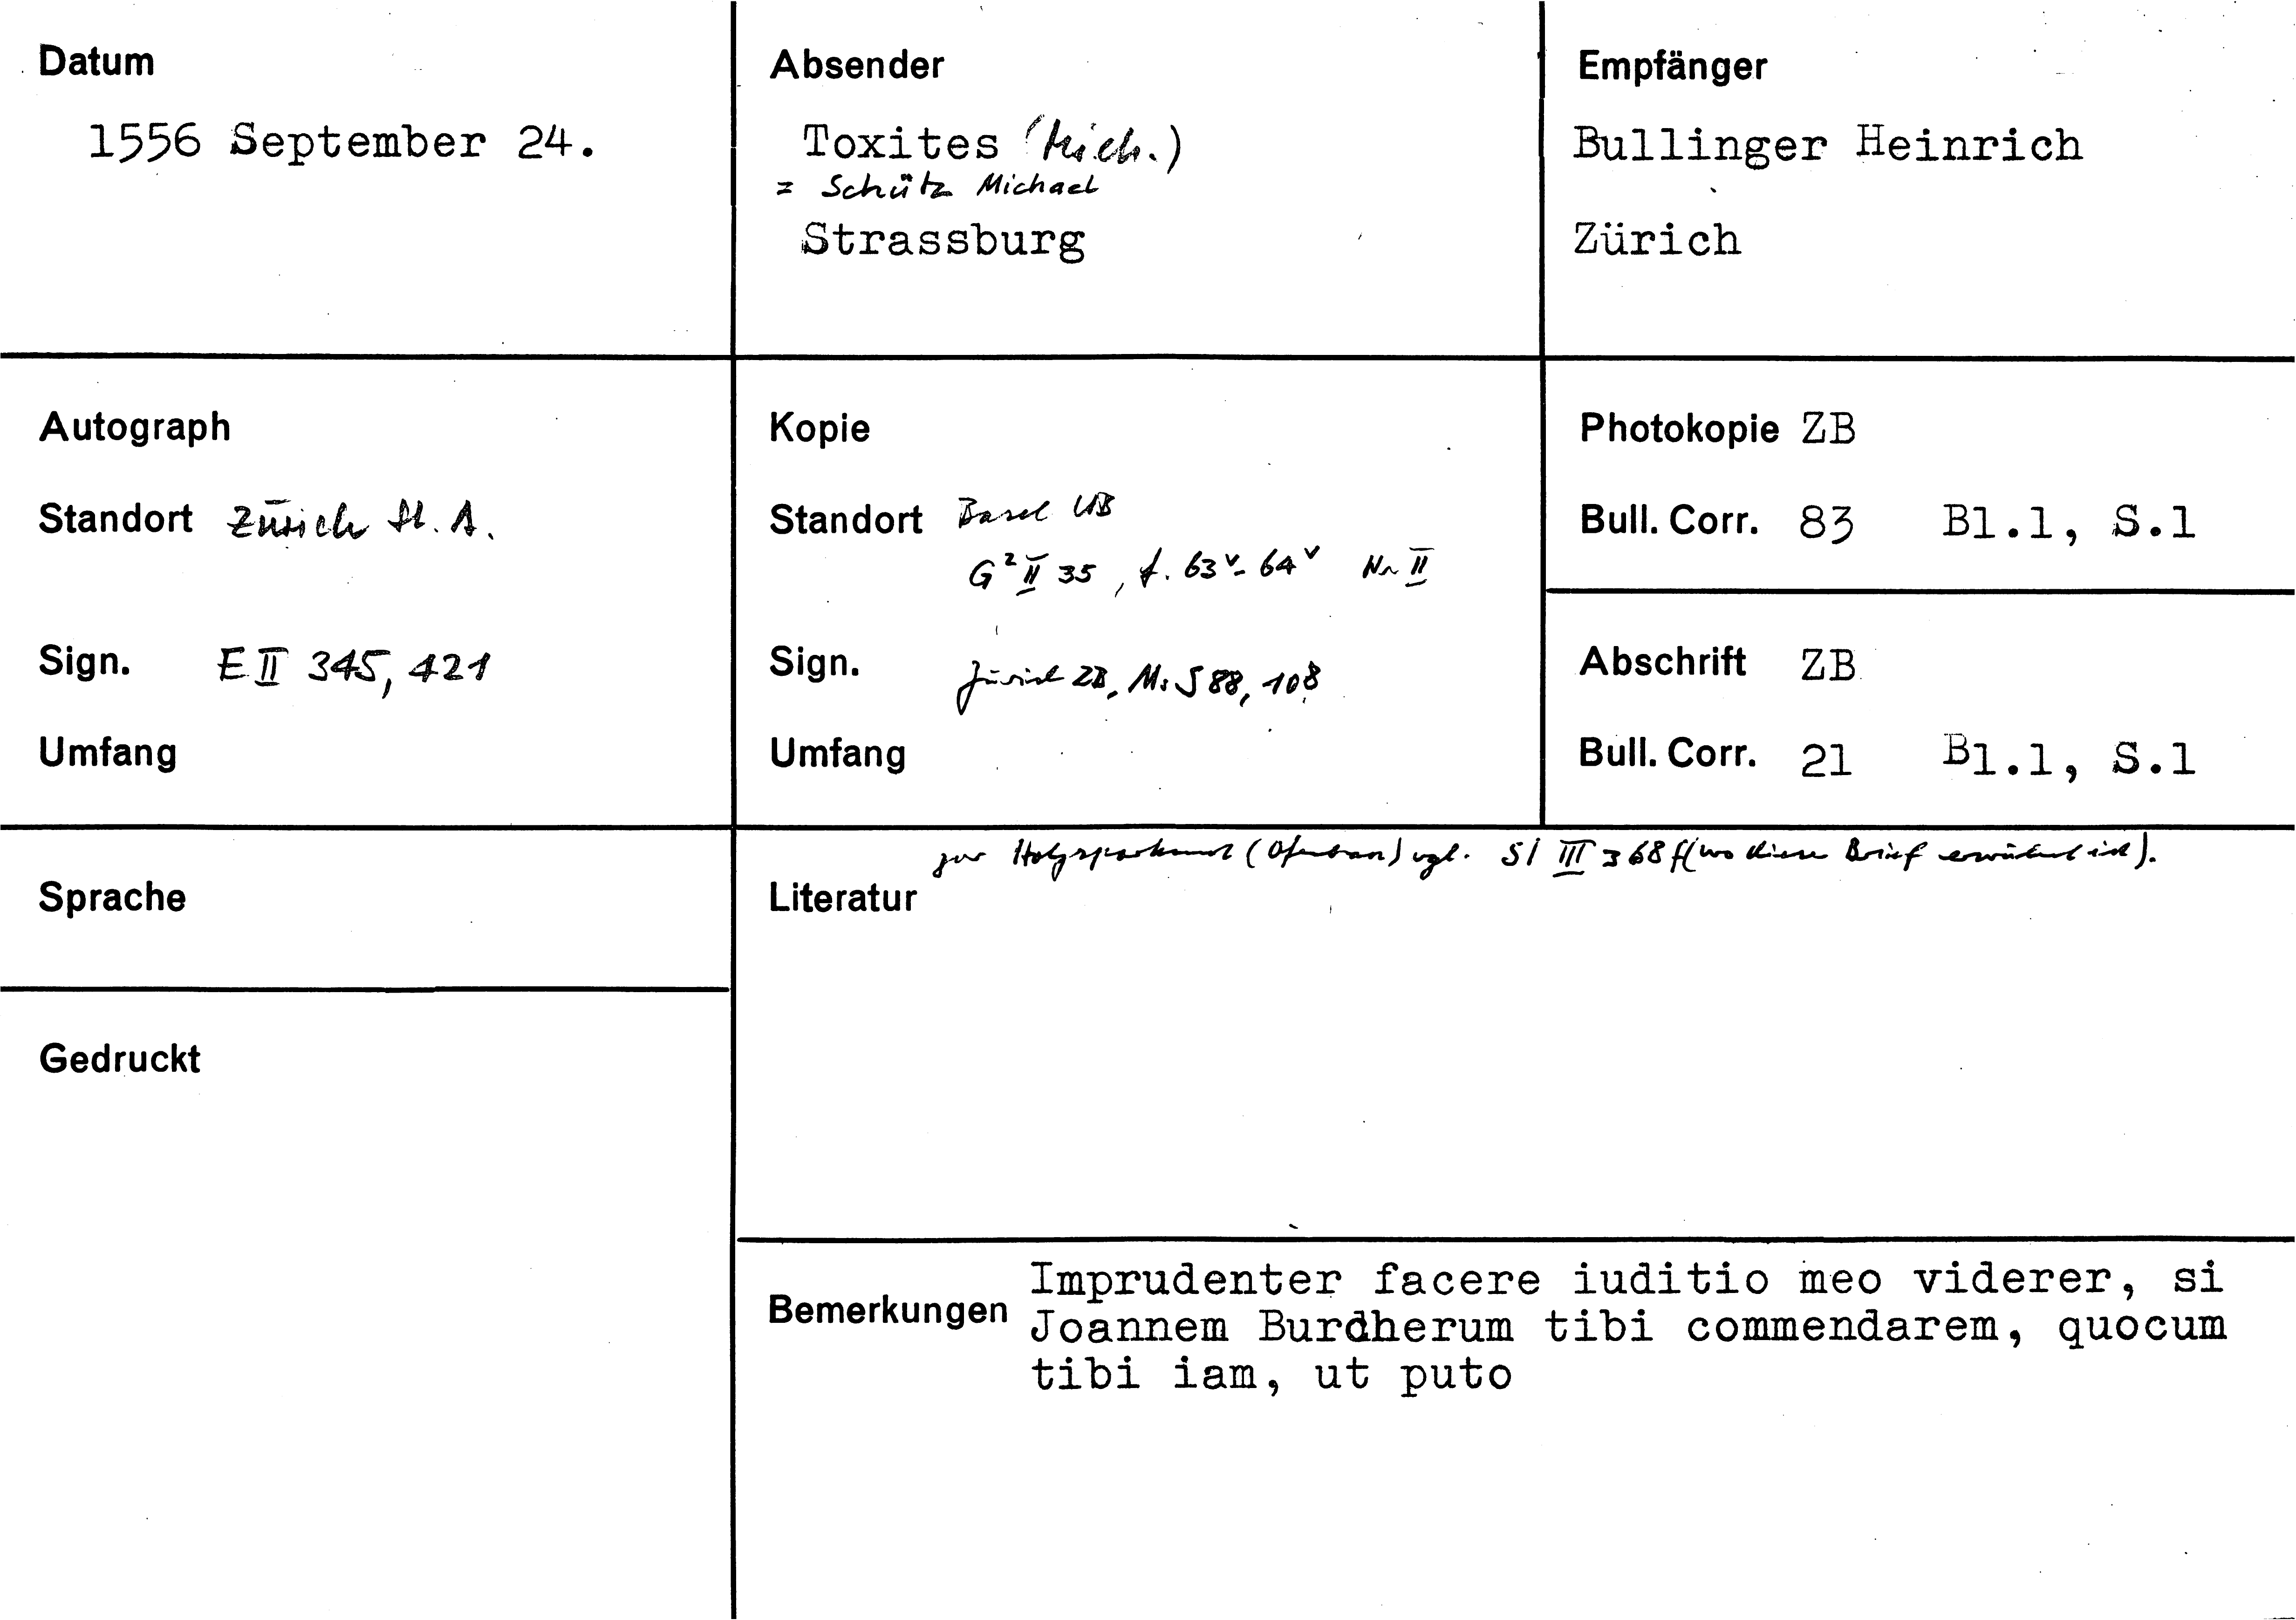 Datum
1556 September 24.
Absender
Toxites (Mich.)
= Schütz Michael
Strassburg
Empfänger
Bullinger Heinrich
Zürich
Autograph
Standort Zürich St. A.
Sign. E II 345, 421
Umfang
Kopie
Standort Basel UB
G² II 35, f. 63v-64v Nr II
Sign. Zürich ZB, Ms S 88, 108
Umfang
Photokopie ZB
Bull. Corr. 83 Bl.1, S.1
Abschrift ZB
Bull. Corr. 21 Bl.1, S.1
Sprache
Gedruckt
zur Holzsparkunst (Ofenbau) vgl. SI III 368 f (wo dieser Brief erwähnt ist).
Literatur
Bemerkungen
Imprudenter facere iuditio meo viderer, si
Joannem Burdherum tibi commendarem, quocum
tibi iam, ut puto